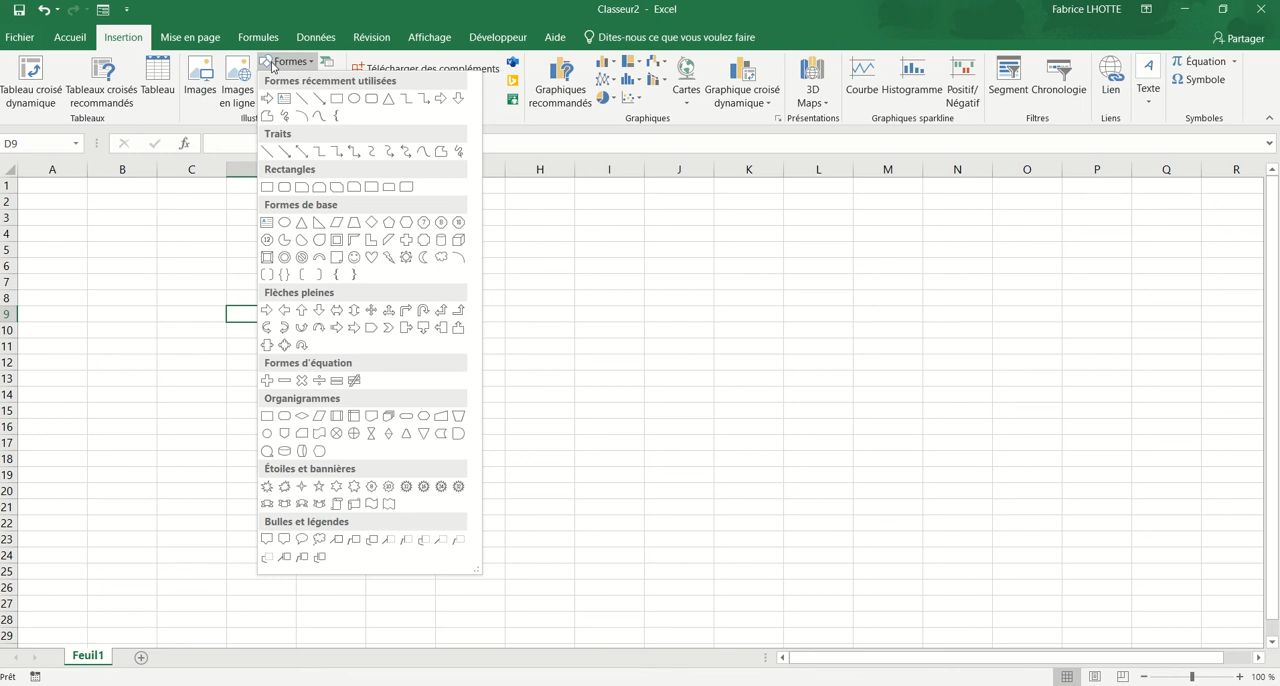 Classeur2 - Excel
Fabrice LHOTTE
Fichier Accueil Insertion Mise en page Formules Données Révision Affichage Développeur Aide Dites-nous ce que vous voulez faire
Partager
Formes
Télécharger des compléments
Tableau croisé dynamique
Tableaux croisés recommandés
Tableau
Images
Images en ligne
Graphiques recommandés
Cartes
Graphique croisé dynamique
3D Maps
Courbe
Histogramme
Positif/ Négatif
Segment
Chronologie
Lien
Texte
Équation
Symbole
Tableaux
Illust
Graphiques
Présentations
Graphiques sparkline
Filtres
Liens
Symboles
D9
fx
A B C H I J K L M N O P Q R
1
2
3
4
5
6
7
8
9
10
11
12
13
14
15
16
17
18
19
20
21
22
23
24
25
26
27
28
29
Formes récemment utilisées
Traits
Rectangles
Formes de base
Flèches pleines
Formes d'équation
Organigrammes
Étoiles et bannières
Bulles et légendes
Feuil1
Prêt
100 %